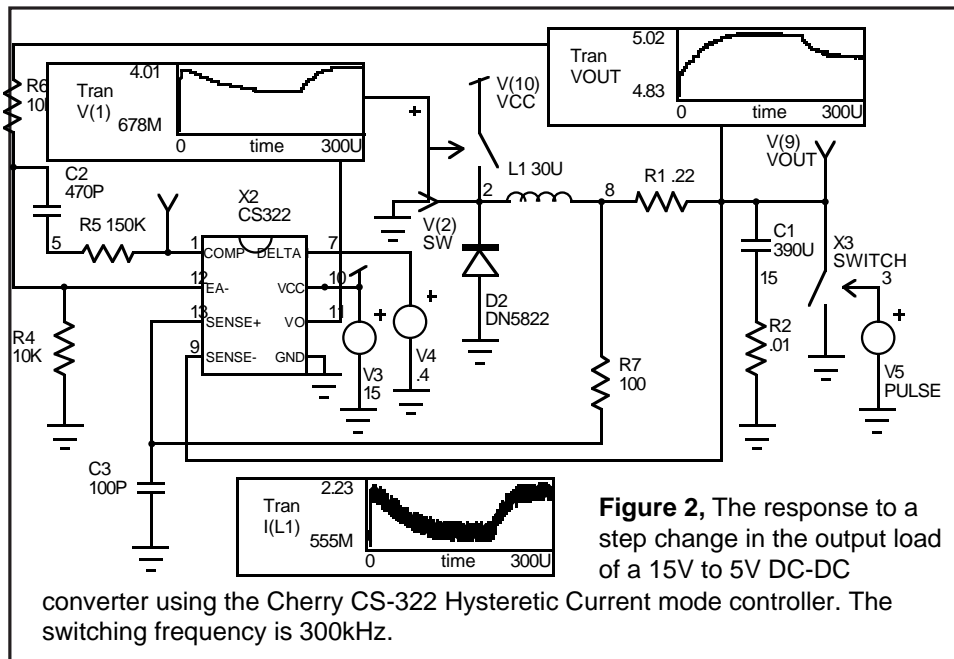 Tran
VOUT
5.02
4.83
0 time 300U
Tran
V(1)
4.01
678M
0 time 300U
R6
V(10)
VCC
L1 30U
2
8
R1 .22
V(9)
VOUT
V(2)
SW
C2
470P
R5 150K
5
X2
CS322
1
COMP
DELTA
7
12
EA-
VCC
10
13
SENSE+
VO
11
9
SENSE-
GND
R4
10K
D2
DN5822
C1
390U
15
R2
.01
X3
SWITCH
3
V5
PULSE
V3
15
V4
.4
R7
100
C3
100P
Tran
I(L1)
2.23
555M
0 time 300U
Figure 2, The response to a
step change in the output load
of a 15V to 5V DC-DC
converter using the Cherry CS-322 Hysteretic Current mode controller. The
switching frequency is 300kHz.